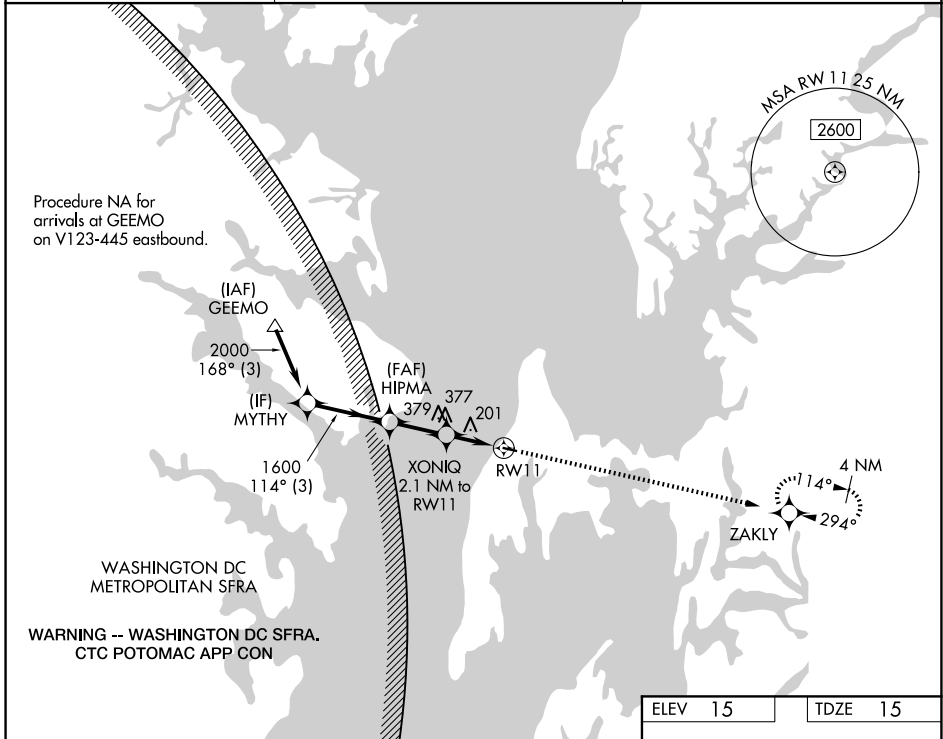 MSA RW 11 25 NM
2600
Procedure NA for
arrivals at GEEMO
on V123-445 eastbound.
(IAF)
GEEMO
2000
168° (3)
(IF)
MYTHY
(FAF)
HIPMA
379
377
201
1600
114° (3)
XONIQ
2.1 NM to
RW11
RW11
4 NM
114°
294°
ZAKLY
WASHINGTON DC
METROPOLITAN SFRA
WARNING -- WASHINGTON DC SFRA.
CTC POTOMAC APP CON
ELEV 15
TDZE 15